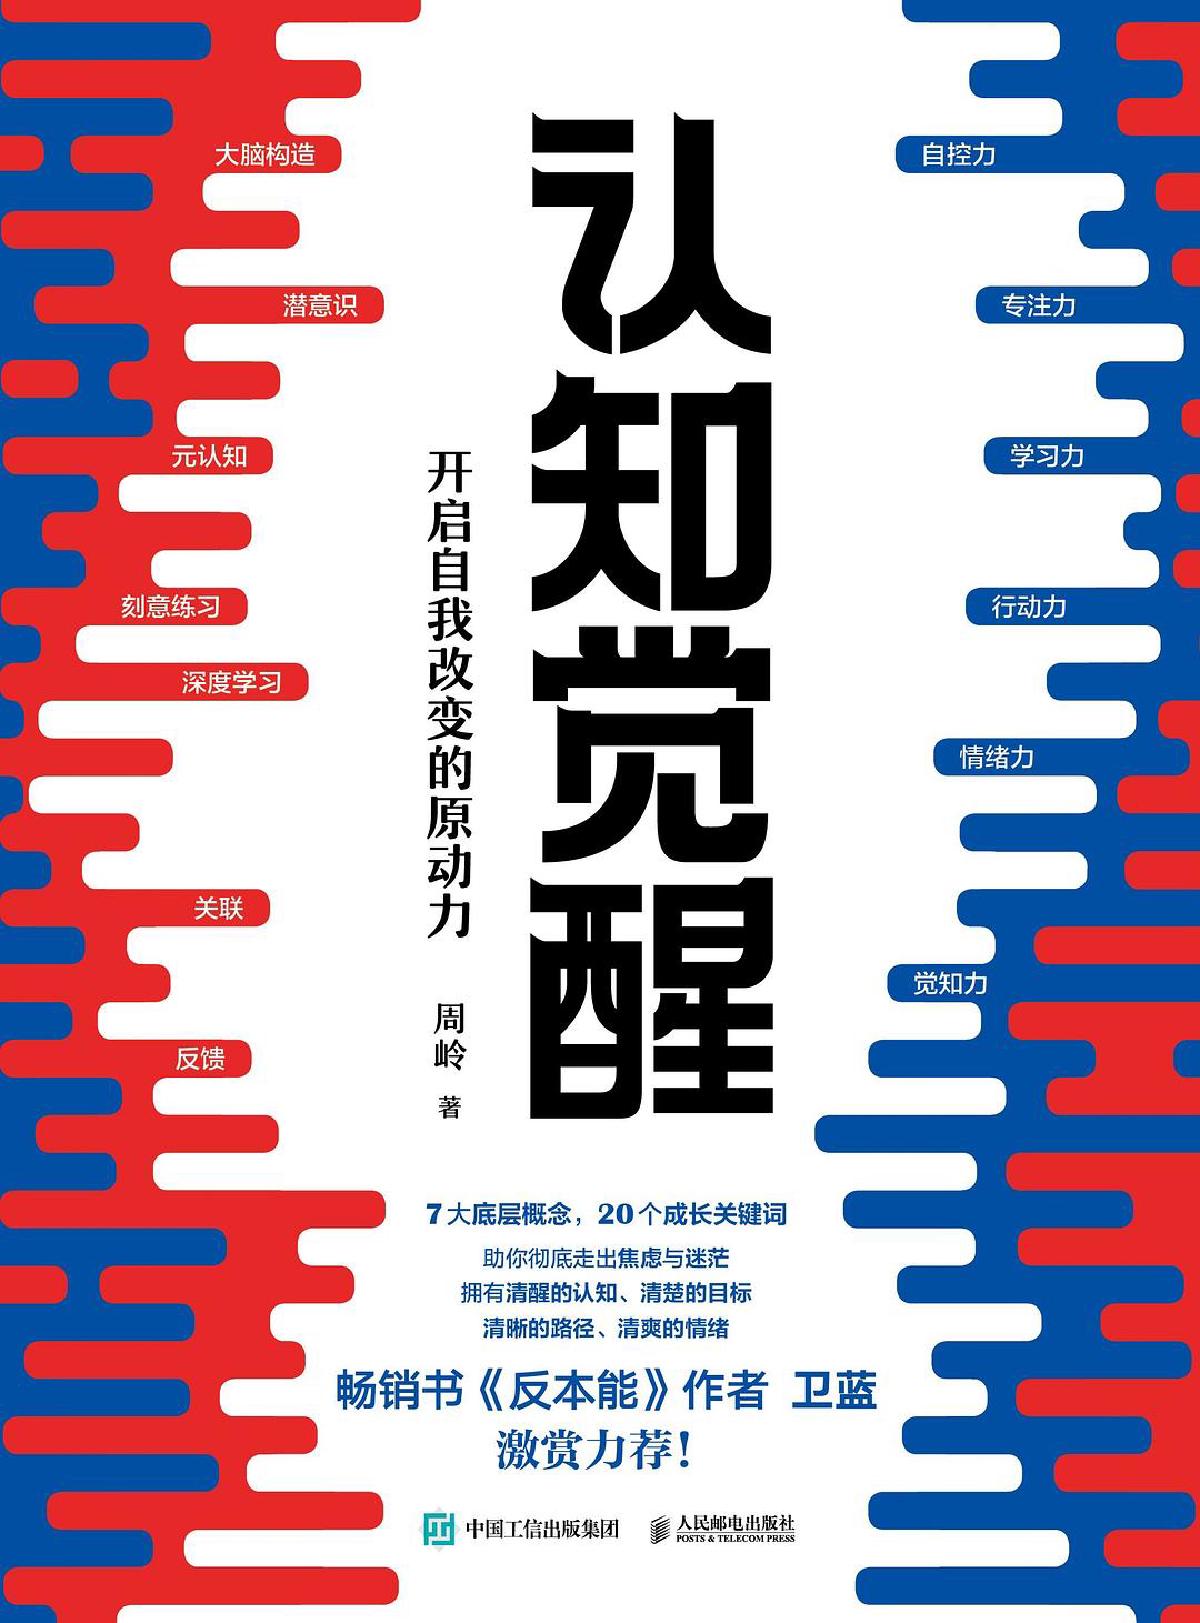 认知觉醒
开启自我改变的原动力
周岭 著
大脑构造
潜意识
元认知
刻意练习
深度学习
关联
反馈
自控力
专注力
学习力
行动力
情绪力
觉知力
7大底层概念，20个成长关键词
助你彻底走出焦虑与迷茫
拥有清醒的认知、清楚的目标
清晰的路径、清爽的情绪
畅销书《反本能》作者 卫蓝
激赏力荐！
中国工信出版集团
人民邮电出版社
POSTS & TELECOM PRESS